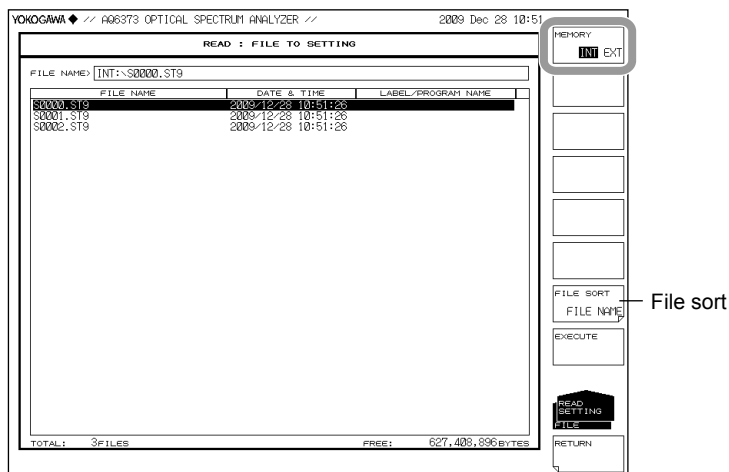 YOKOGAWA ◆ // AQ6373 OPTICAL SPECTRUM ANALYZER // 2009 Dec 28 10:51
READ : FILE TO SETTING
FILE NAME> INT:\S0000.ST9
FILE NAME DATE & TIME LABEL/PROGRAM NAME
S0000.ST9 2009/12/28 10:51:26
S0001.ST9 2009/12/28 10:51:26
S0002.ST9 2009/12/28 10:51:26
TOTAL: 3FILES FREE: 627,408,896BYTES
MEMORY
INT EXT
FILE SORT
FILE NAME
File sort
EXECUTE
READ
SETTING
FILE
RETURN